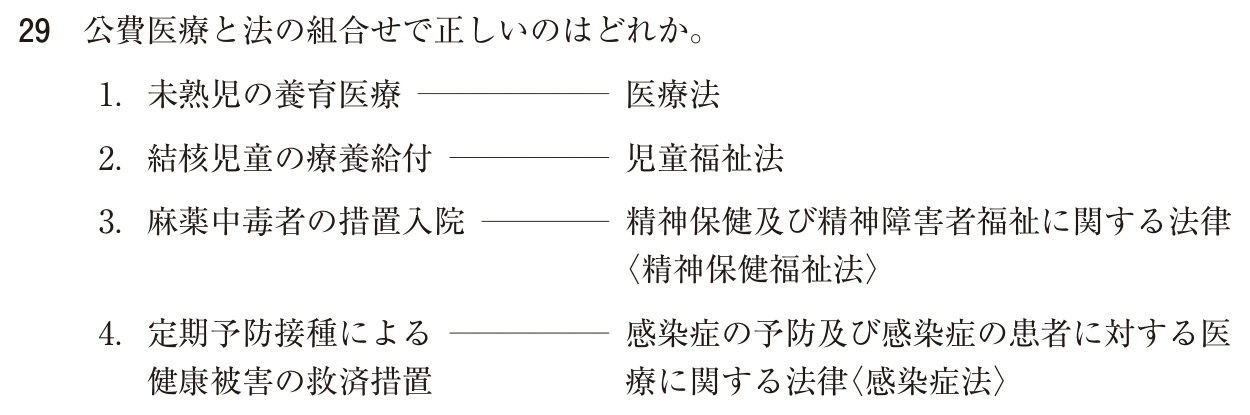 29 公費医療と法の組合せで正しいのはどれか。
1. 未熟児の養育医療 ――――――― 医療法
2. 結核児童の療養給付 ―――――― 児童福祉法
3. 麻薬中毒者の措置入院 ――――― 精神保健及び精神障害者福祉に関する法律
〈精神保健福祉法〉
4. 定期予防接種による ―――――― 感染症の予防及び感染症の患者に対する医
健康被害の救済措置 療に関する法律〈感染症法〉